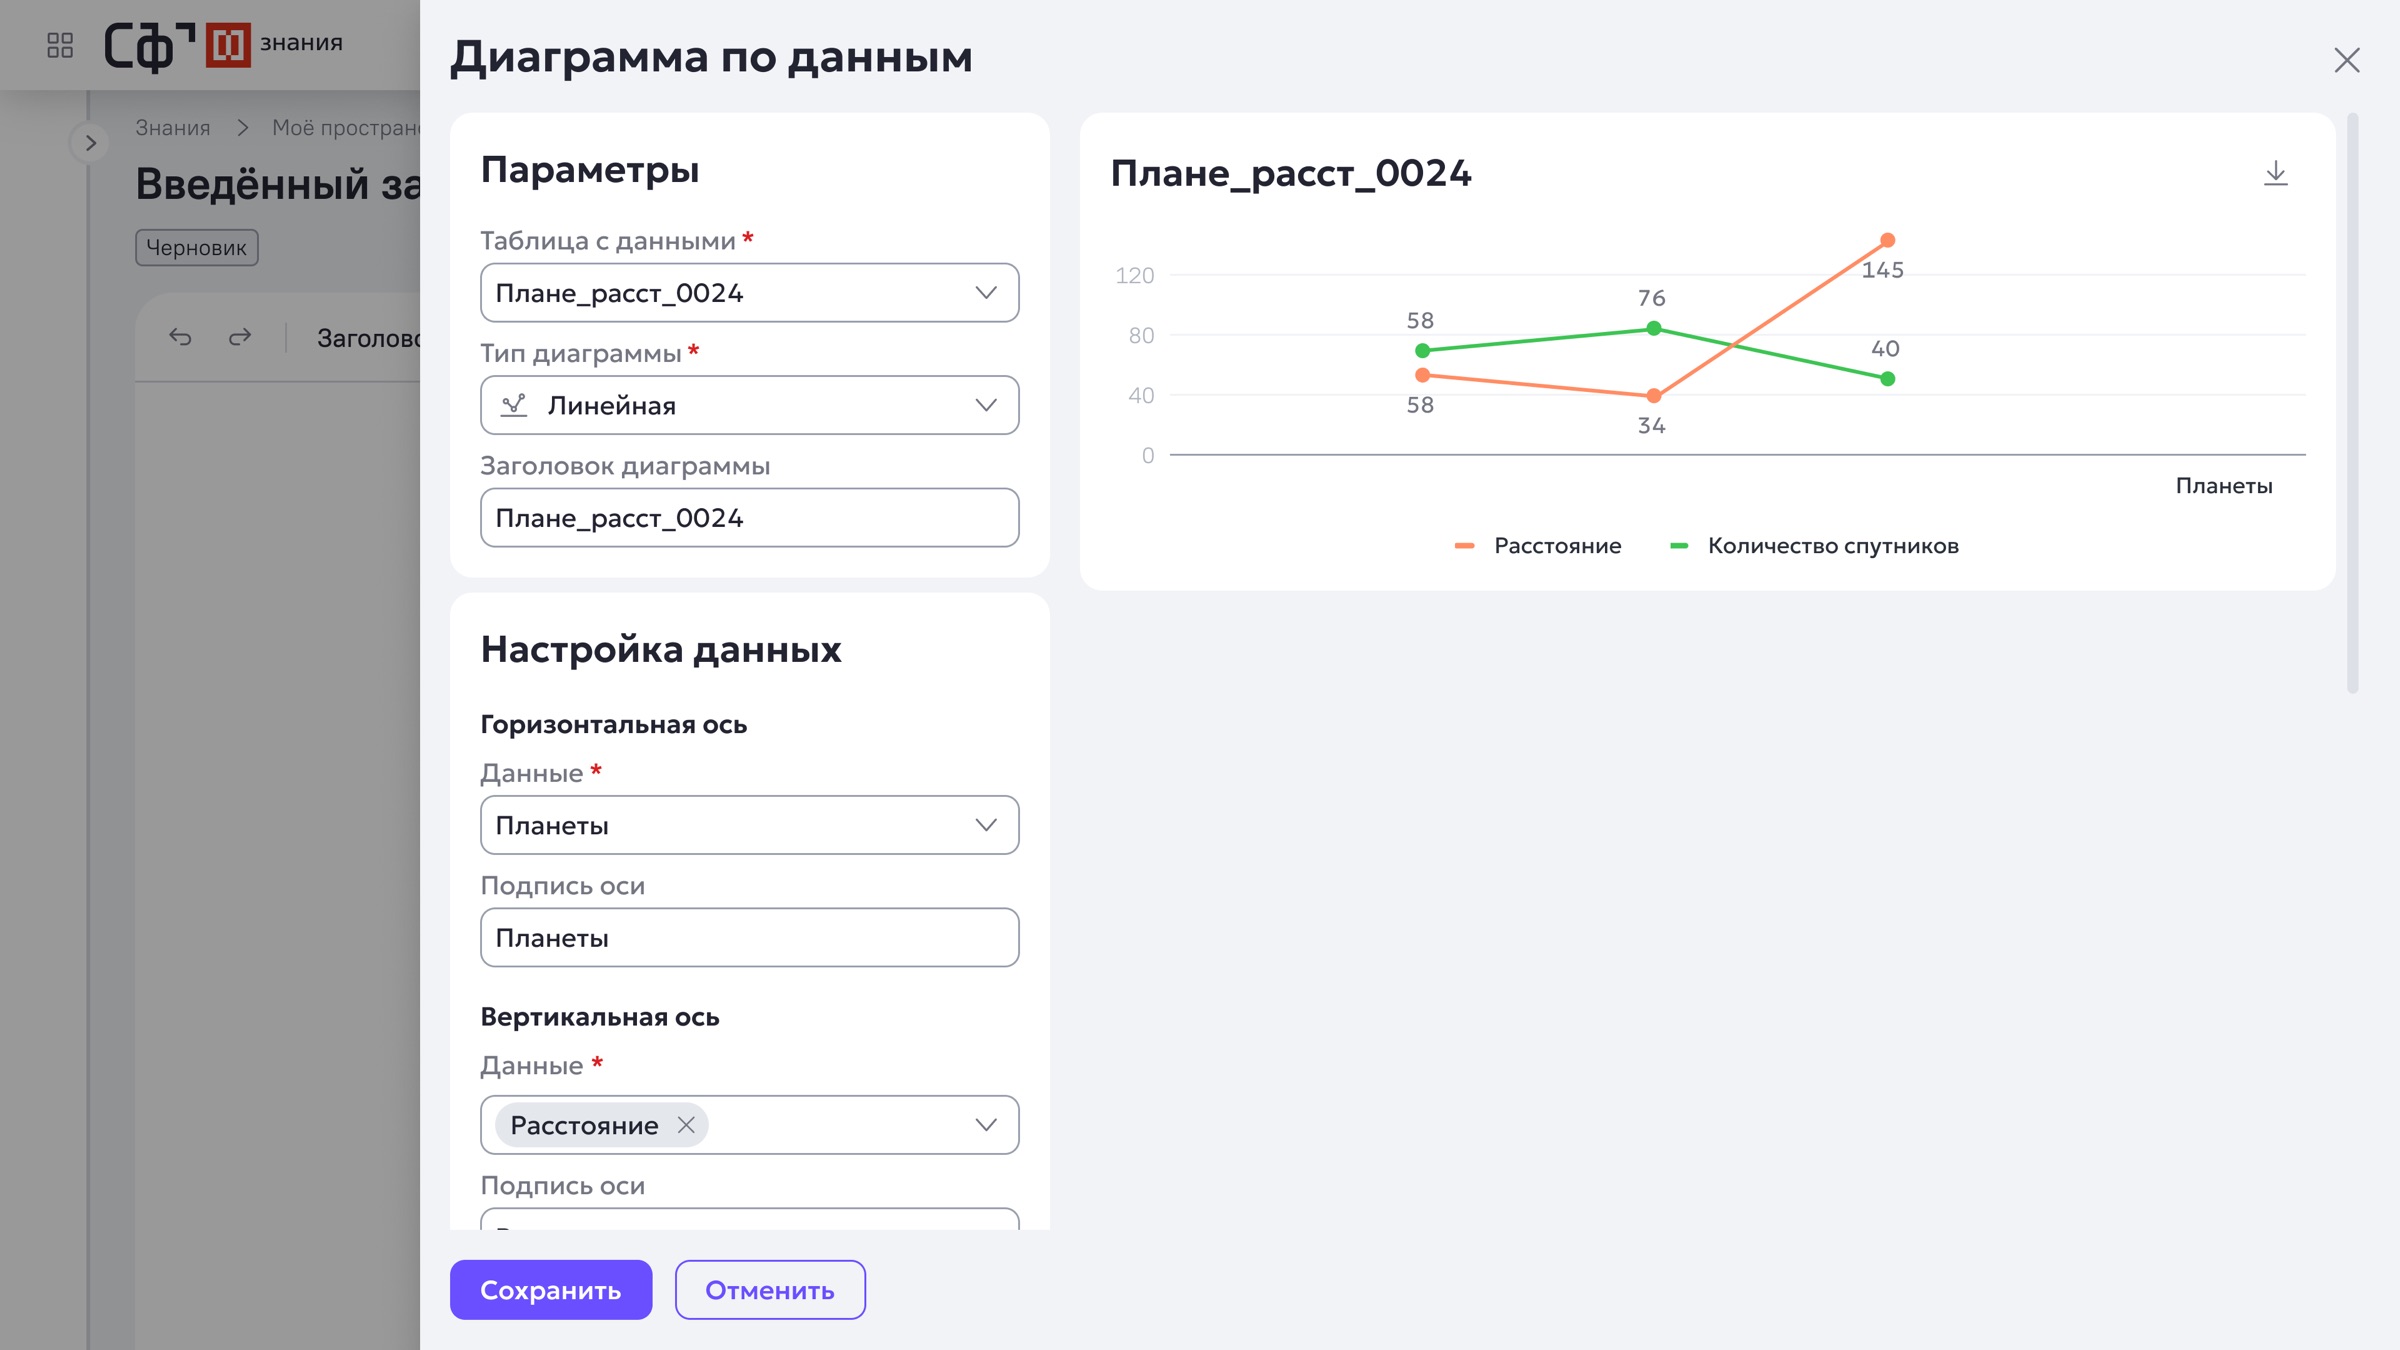 Сф
знания
Знания
Моё простран
Введённый за
Черновик
Заголово
Диаграмма по данным
Параметры
Таблица с данными *
Плане_расст_0024
Тип диаграммы *
Линейная
Заголовок диаграммы
Плане_расст_0024
Настройка данных
Горизонтальная ось
Данные *
Планеты
Подпись оси
Планеты
Вертикальная ось
Данные *
Расстояние
Подпись оси
Сохранить
Отменить
Плане_расст_0024
120
80
40
0
58
76
40
58
34
145
Планеты
Расстояние
Количество спутников